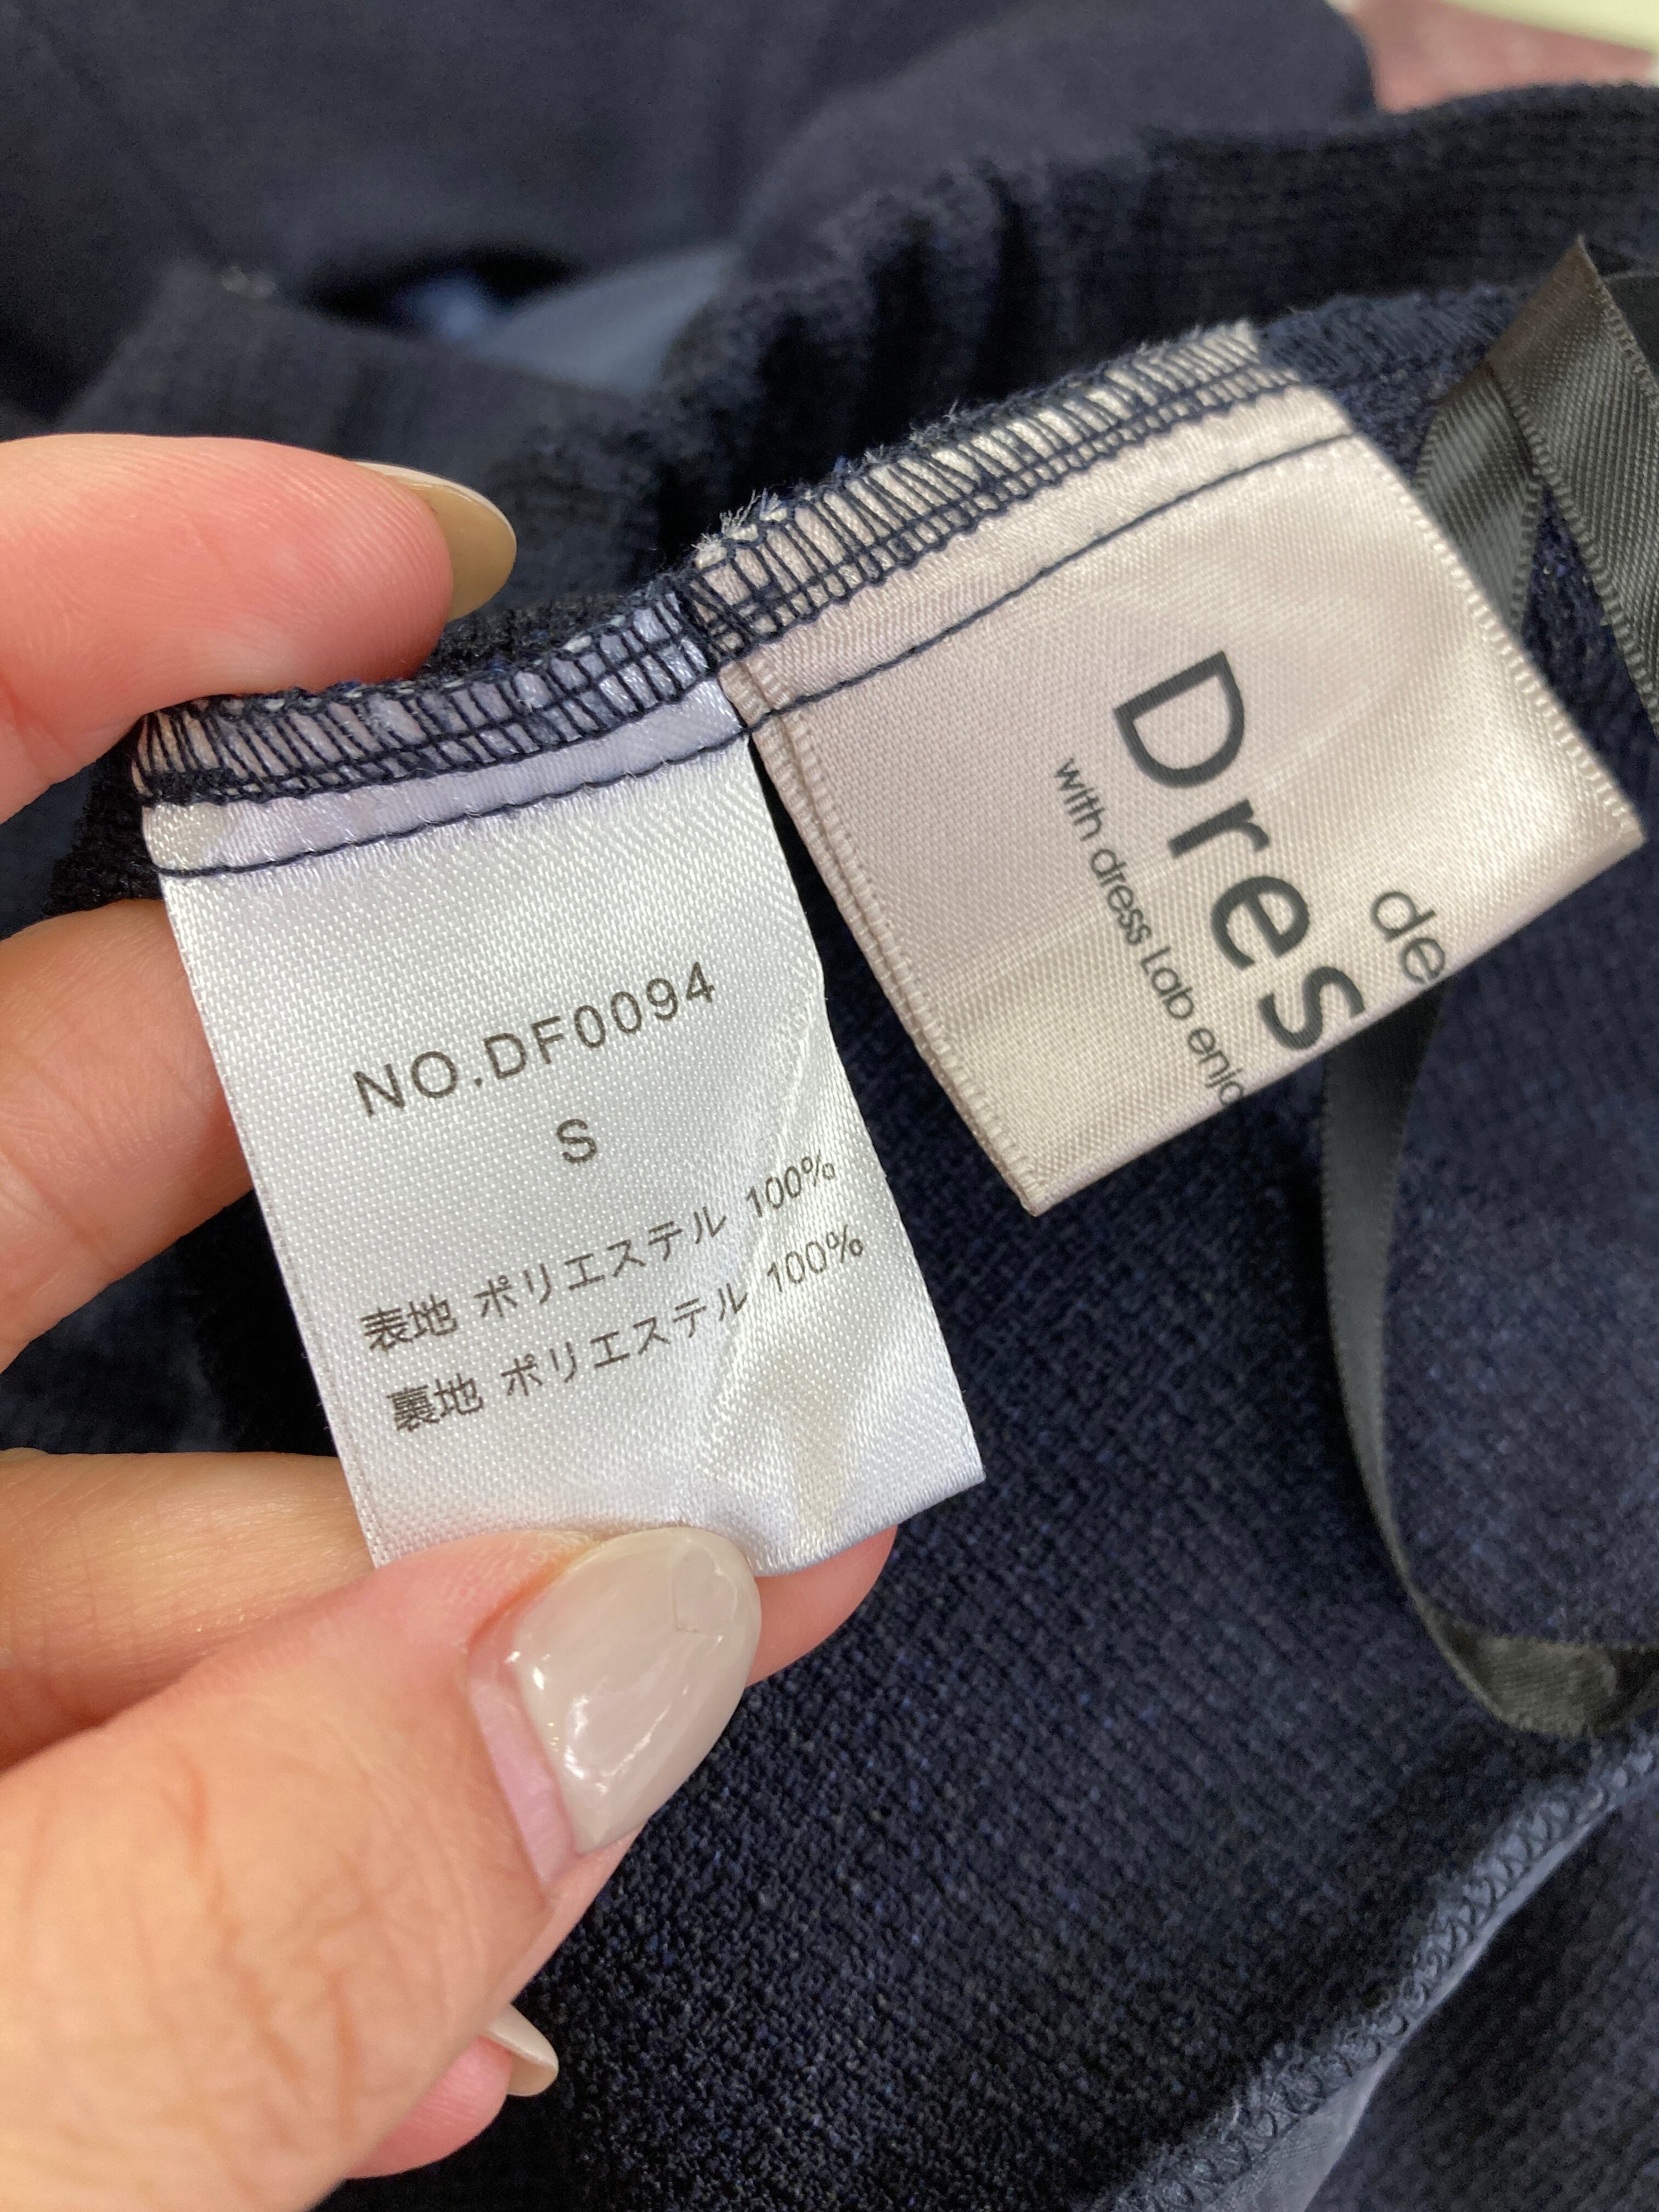 NO.DF0094
S
表地 ポリエステル 100%
裏地 ポリエステル 100%
de
Dres
with dress Lab enjo